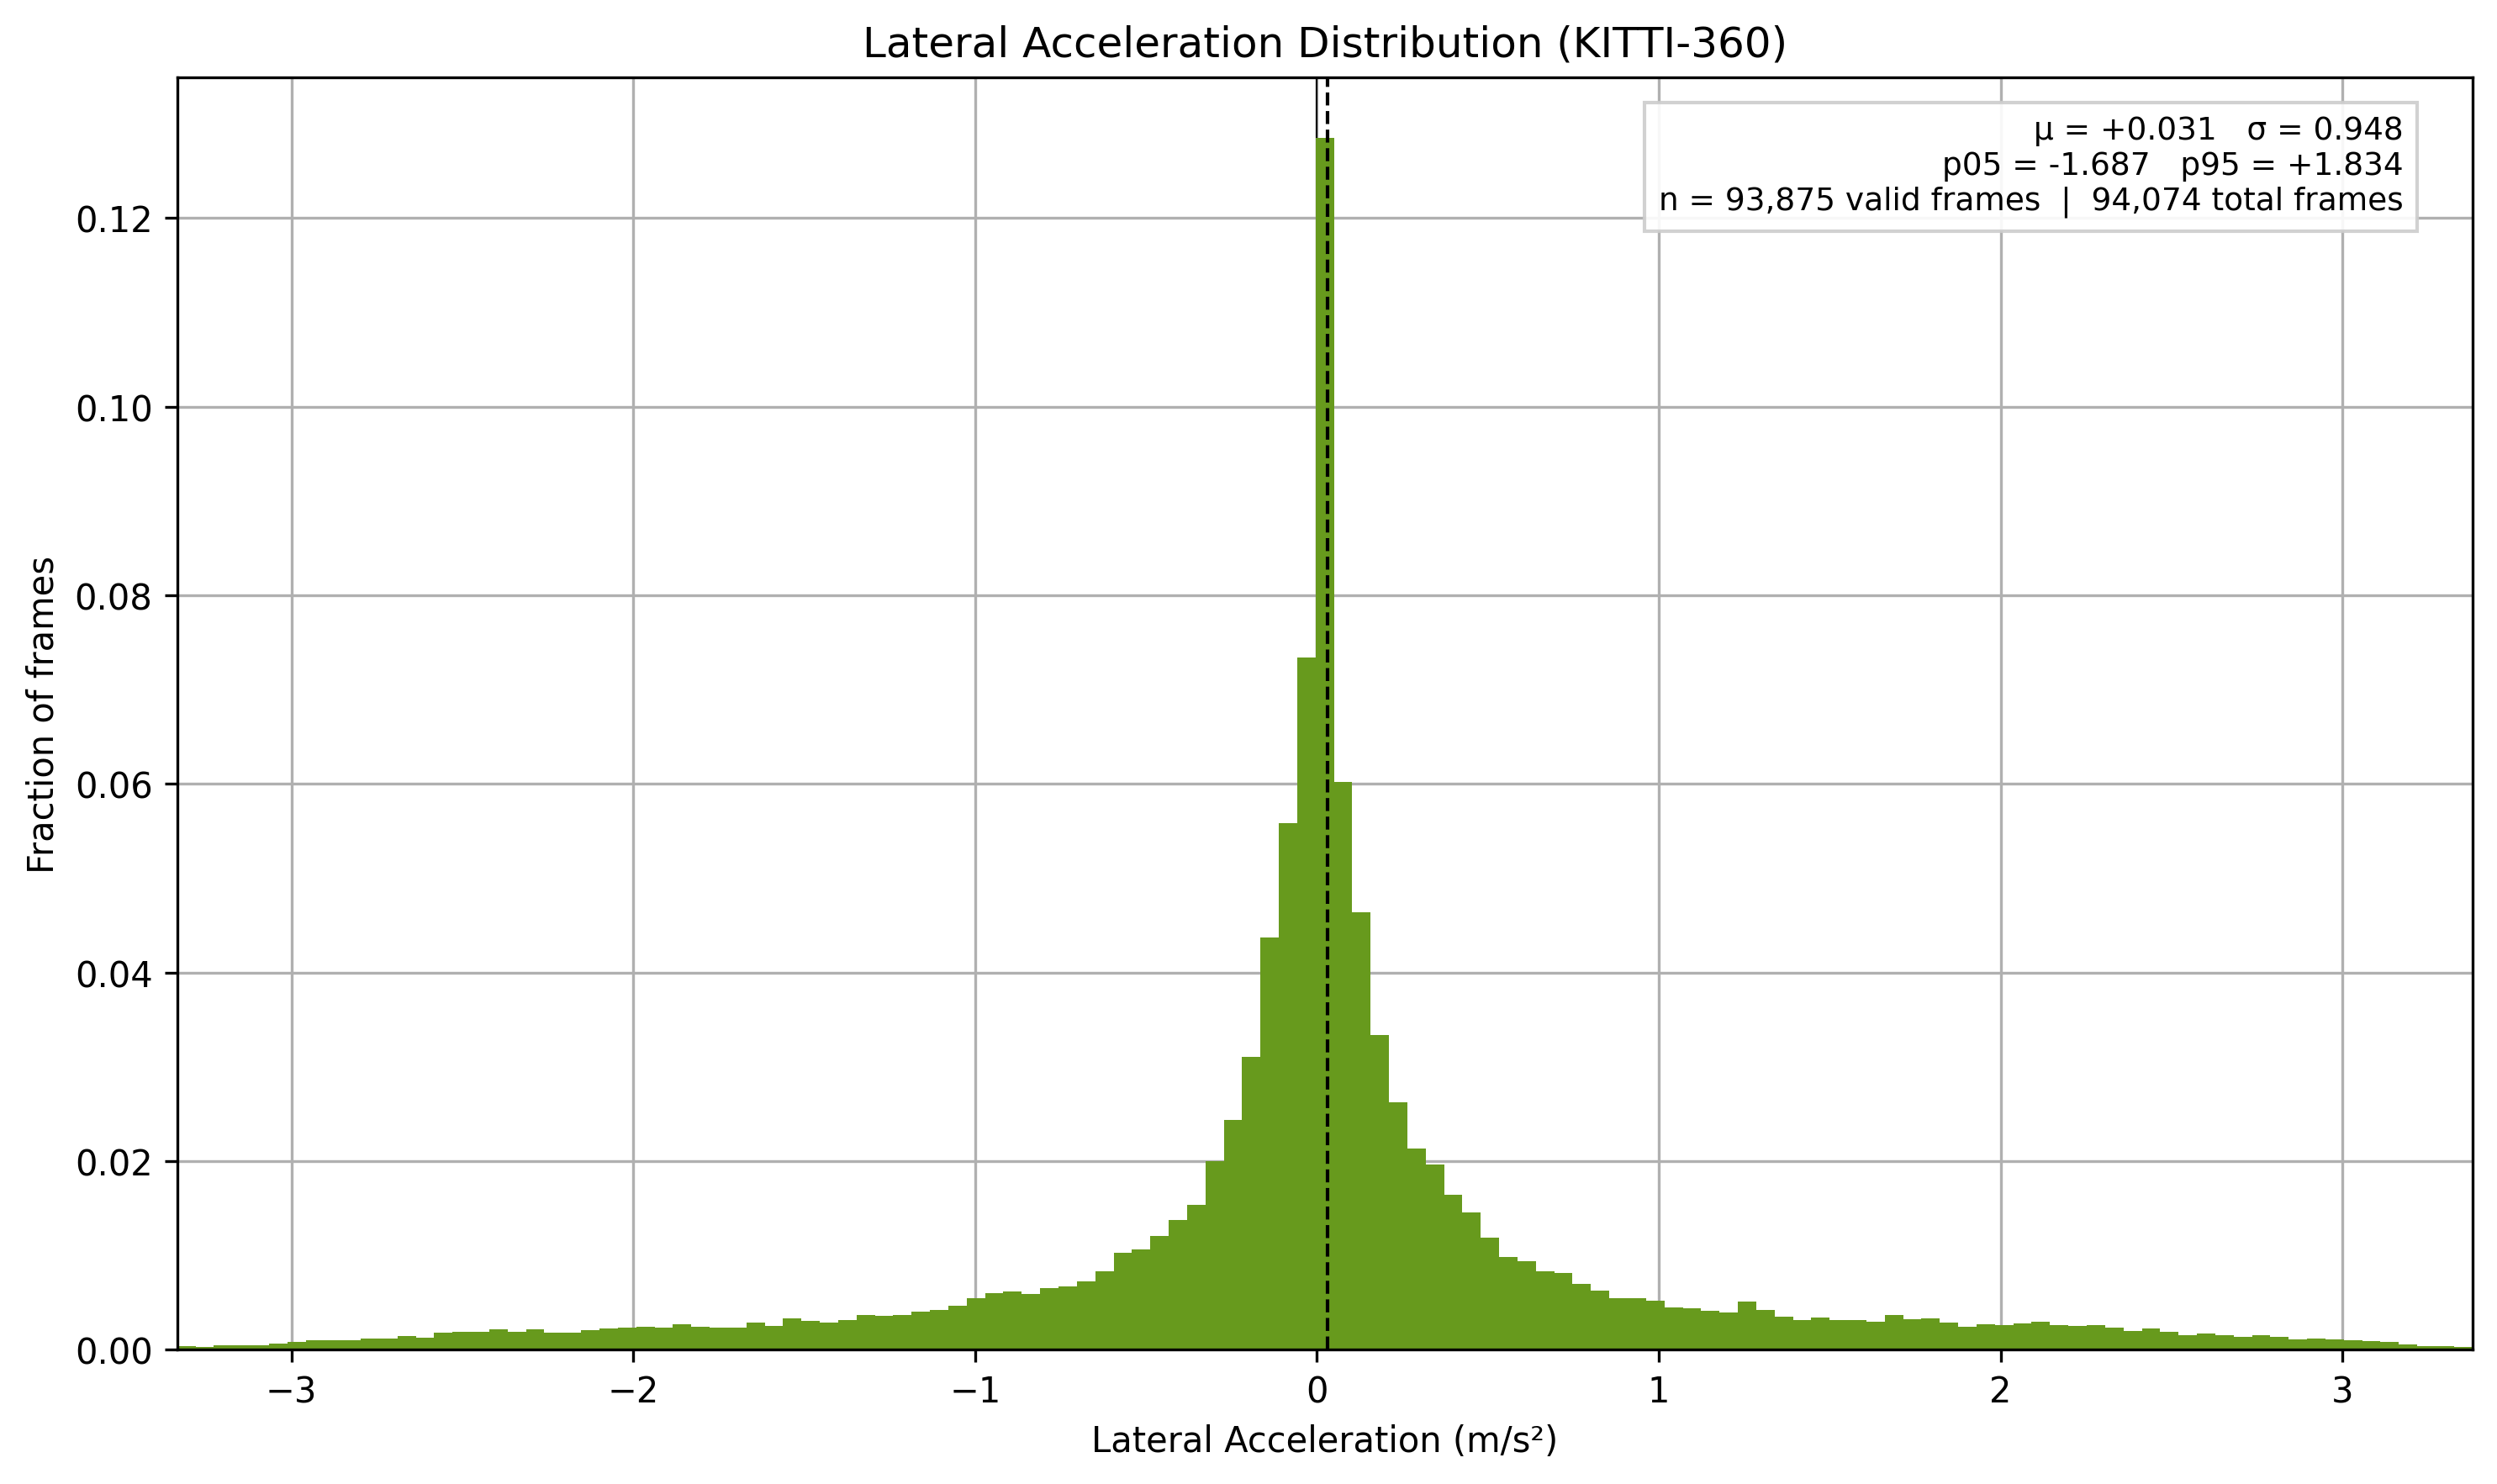 Lateral Acceleration Distribution (KITTI-360)
μ = +0.031   σ = 0.948
p05 = -1.687   p95 = +1.834
n = 93,875 valid frames  |  94,074 total frames
Fraction of frames
0.12
0.10
0.08
0.06
0.04
0.02
0.00
−3 −2 −1 0 1 2 3
Lateral Acceleration (m/s²)